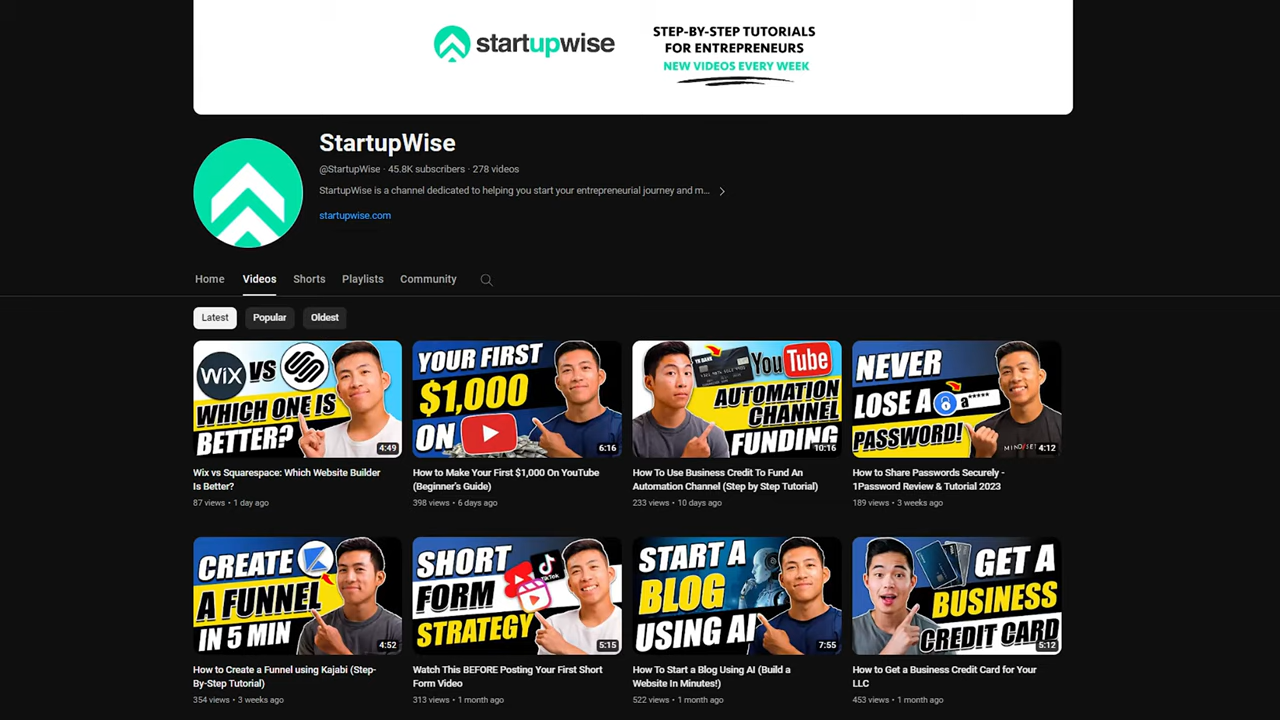 startupwise
STEP-BY-STEP TUTORIALS
FOR ENTREPRENEURS
NEW VIDEOS EVERY WEEK
StartupWise
@StartupWise · 45.8K subscribers · 278 videos
StartupWise is a channel dedicated to helping you start your entrepreneurial journey and m...
startupwise.com
Home Videos Shorts Playlists Community
Latest Popular Oldest
WIX VS
WHICH ONE IS
BETTER?
4:49
YOUR FIRST
$1,000
ON
6:16
YouTube
AUTOMATION
CHANNEL
FUNDING
10:16
NEVER
LOSE A a*****
PASSWORD!
4:12
Wix vs Squarespace: Which Website Builder
Is Better?
87 views • 1 day ago
How to Make Your First $1,000 On YouTube
(Beginner's Guide)
398 views • 6 days ago
How To Use Business Credit To Fund An
Automation Channel (Step by Step Tutorial)
233 views • 10 days ago
How to Share Passwords Securely -
1Password Review & Tutorial 2023
189 views • 3 weeks ago
CREATE
A FUNNEL
IN 5 MIN
4:52
SHORT
FORM
STRATEGY
TikTok
5:15
START A
BLOG
USING AI
7:55
GET A
BUSINESS
CREDIT CARD
5:12
How to Create a Funnel using Kajabi (Step-
By-Step Tutorial)
354 views • 3 weeks ago
Watch This BEFORE Posting Your First Short
Form Video
313 views • 1 month ago
How To Start a Blog Using AI (Build a
Website In Minutes!)
522 views • 1 month ago
How to Get a Business Credit Card for Your
LLC
453 views • 1 month ago